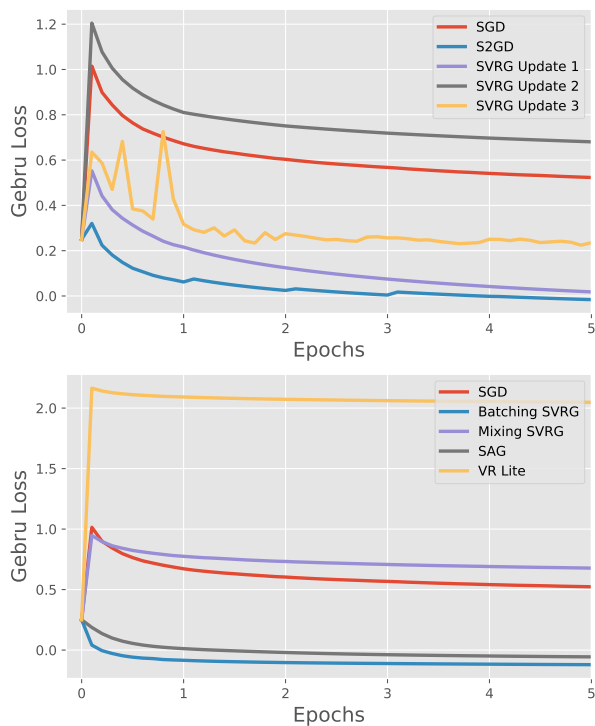 1.2
1.0
0.8
0.6
0.4
0.2
0.0
Gebru Loss
SGD
S2GD
SVRG Update 1
SVRG Update 2
SVRG Update 3
0 1 2 3 4 5
Epochs
2.0
1.5
1.0
0.5
0.0
Gebru Loss
SGD
Batching SVRG
Mixing SVRG
SAG
VR Lite
0 1 2 3 4 5
Epochs